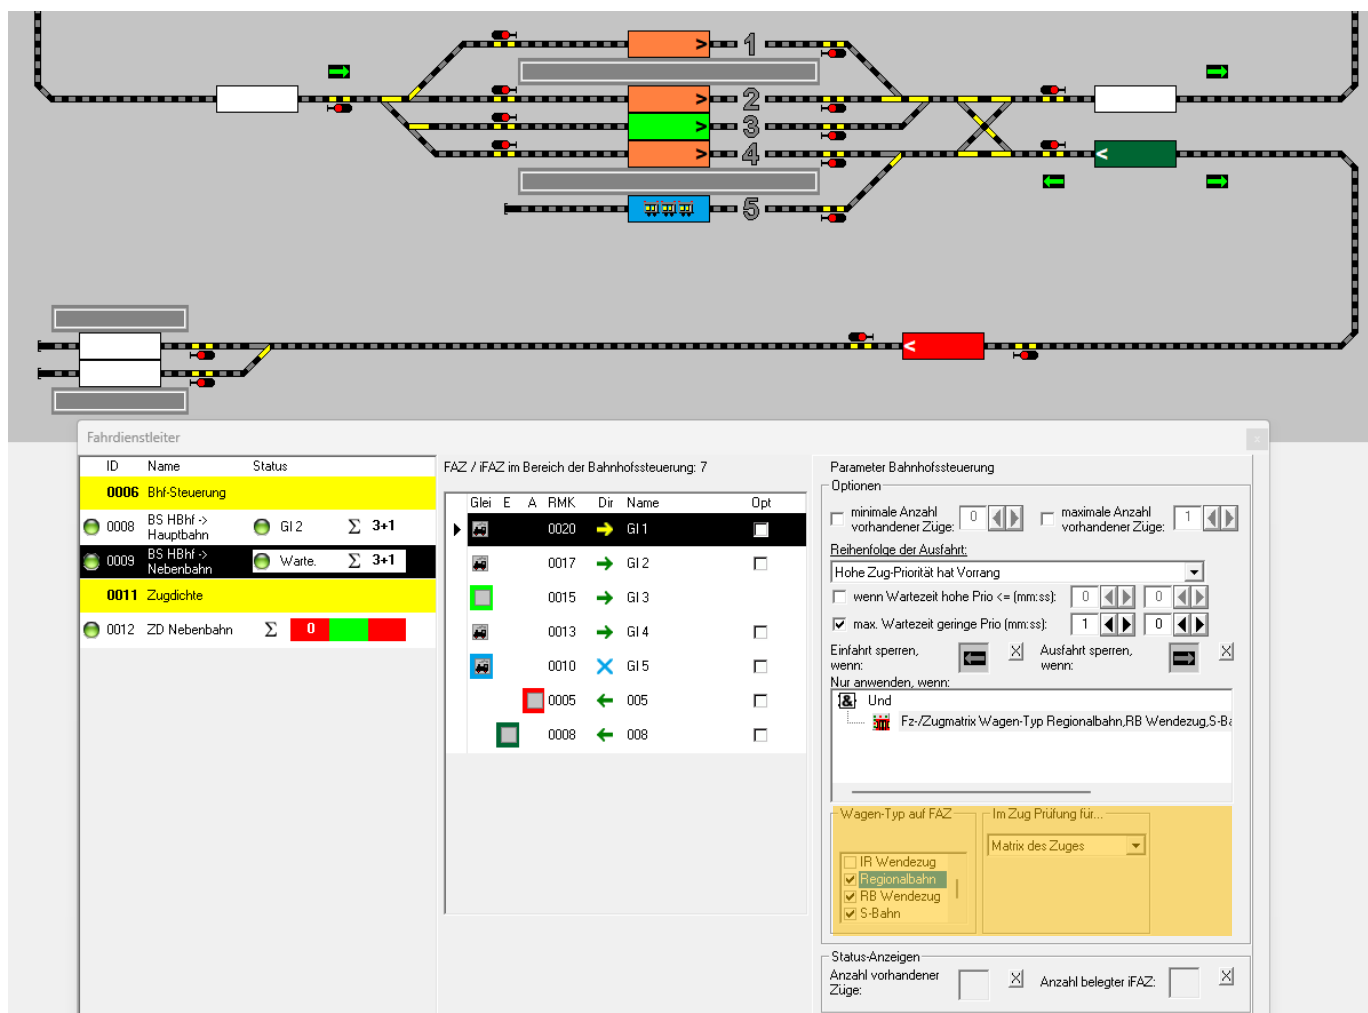 > 1
> 2
> 3
> 4
5
<
<
Fahrdienstleiter
x
ID Name Status
0006 Bhf-Steuerung
0008 BS HBhf -> Hauptbahn Gl 2 Σ 3+1
0009 BS HBhf -> Nebenbahn Warte. Σ 3+1
0011 Zugdichte
0012 ZD Nebenbahn Σ 0
FAZ / iFAZ im Bereich der Bahnhofssteuerung: 7
Glei E A RMK Dir Name Opt
0020 Gl 1
0017 Gl 2
0015 Gl 3
0013 Gl 4
0010 Gl 5
0005 005
0008 008
Parameter Bahnhofssteuerung
Optionen
minimale Anzahl vorhandener Züge: 0
maximale Anzahl vorhandener Züge: 1
Reihenfolge der Ausfahrt:
Hohe Zug-Priorität hat Vorrang
wenn Wartezeit hohe Prio <= (mm:ss): 0 0
max. Wartezeit geringe Prio (mm:ss): 1 0
Einfahrt sperren, wenn: X
Ausfahrt sperren, wenn: X
Nur anwenden, wenn:
& Und
Fz-/Zugmatrix Wagen-Typ Regionalbahn,RB Wendezug,S-Ba
Wagen-Typ auf FAZ
IR Wendezug
Regionalbahn
RB Wendezug
S-Bahn
Im Zug Prüfung für...
Matrix des Zuges
Status-Anzeigen
Anzahl vorhandener Züge: X
Anzahl belegter iFAZ: X